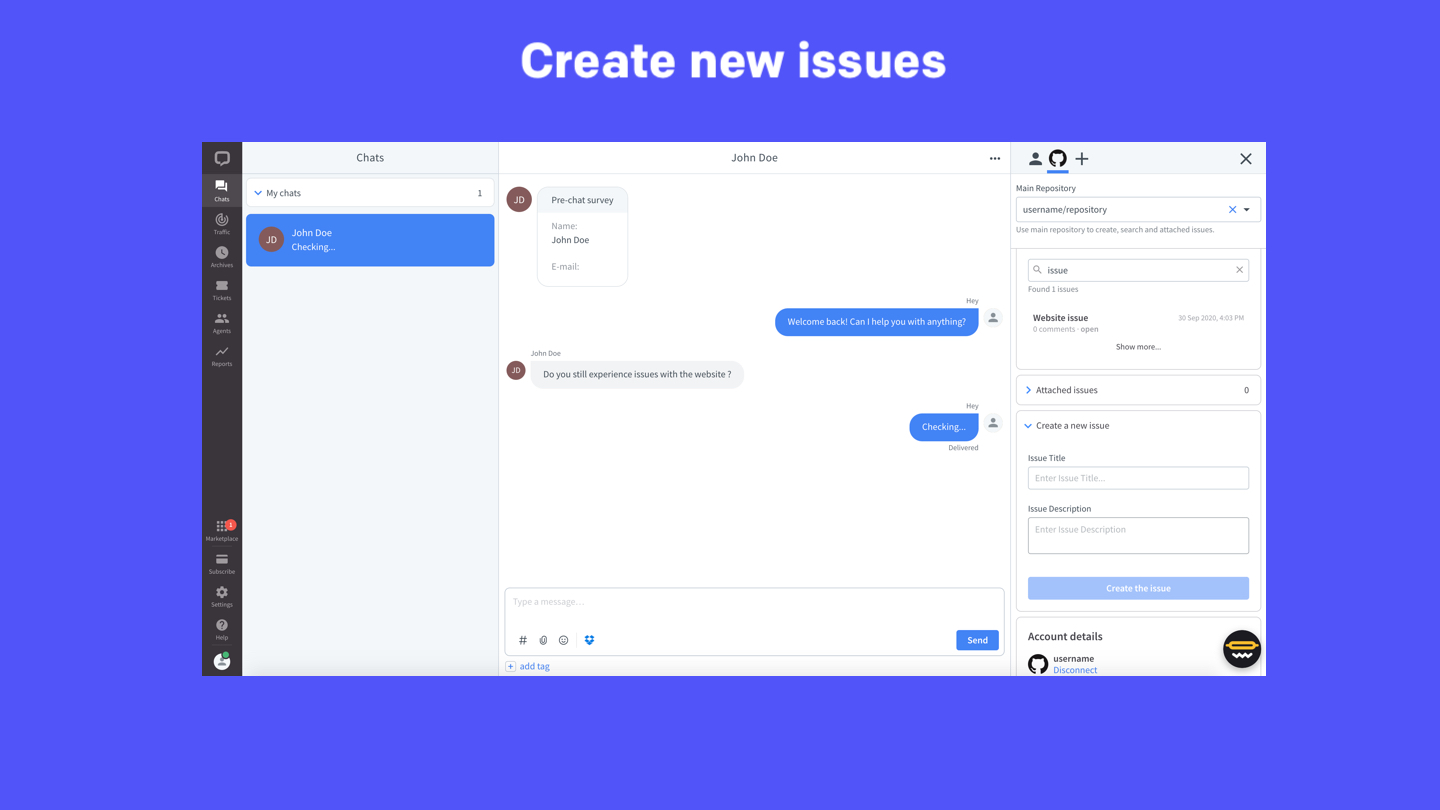 Create new issues
Chats
Traffic
Archives
Tickets
Agents
Reports
1
Marketplace
Subscribe
Settings
Help
Chats
My chats 1
JD
John Doe
Checking...
John Doe
JD
Pre-chat survey
Name:
John Doe
E-mail:
Hey
Welcome back! Can I help you with anything?
John Doe
JD
Do you still experience issues with the website ?
Hey
Checking...
Delivered
Type a message…
Send
add tag
Main Repository
username/repository
Use main repository to create, search and attached issues.
issue
Found 1 issues
Website issue 30 Sep 2020, 4:03 PM
0 comments · open
Show more...
Attached issues 0
Create a new issue
Issue Title
Enter Issue Title...
Issue Description
Enter Issue Description
Create the issue
Account details
username
Disconnect